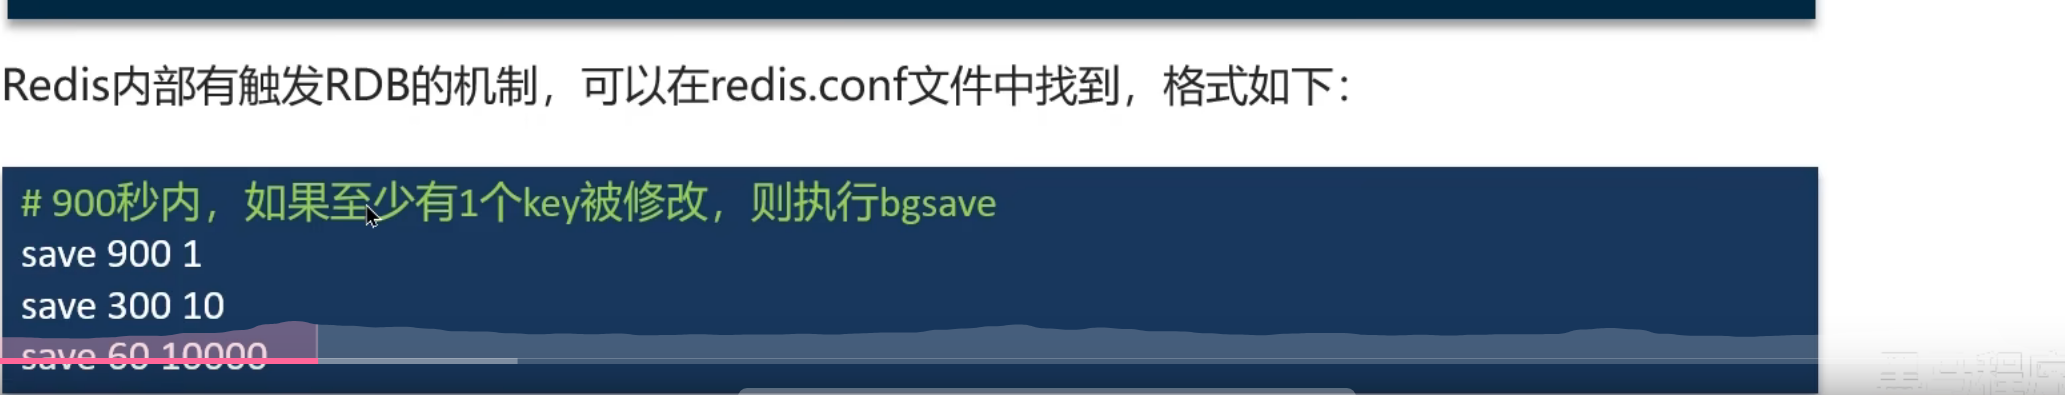 Redis内部有触发RDB的机制，可以在redis.conf文件中找到，格式如下：
# 900秒内，如果至少有1个key被修改，则执行bgsave
save 900 1
save 300 10
save 60 10000